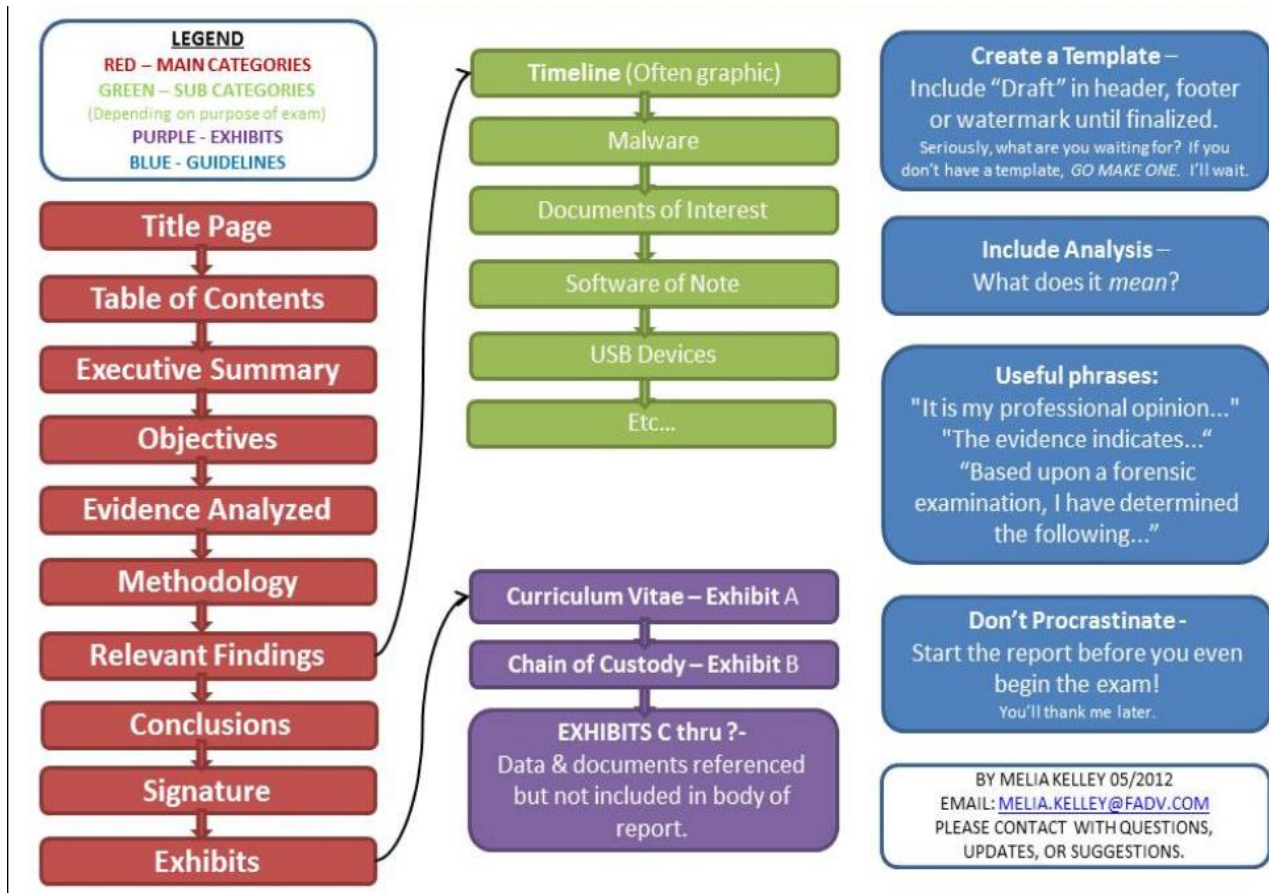 LEGEND
RED – MAIN CATEGORIES
GREEN – SUB CATEGORIES
(Depending on purpose of exam)
PURPLE - EXHIBITS
BLUE - GUIDELINES
Title Page
Table of Contents
Executive Summary
Objectives
Evidence Analyzed
Methodology
Relevant Findings
Conclusions
Signature
Exhibits
Timeline (Often graphic)
Malware
Documents of Interest
Software of Note
USB Devices
Etc...
Curriculum Vitae – Exhibit A
Chain of Custody – Exhibit B
EXHIBITS C thru ?-
Data & documents referenced
but not included in body of
report.
Create a Template –
Include “Draft” in header, footer
or watermark until finalized.
Seriously, what are you waiting for? If you
don't have a template, GO MAKE ONE. I'll wait.
Include Analysis –
What does it mean?
Useful phrases:
"It is my professional opinion..."
"The evidence indicates...“
“Based upon a forensic
examination, I have determined
the following...”
Don't Procrastinate -
Start the report before you even
begin the exam!
You'll thank me later.
BY MELIA KELLEY 05/2012
EMAIL: MELIA.KELLEY@FADV.COM
PLEASE CONTACT WITH QUESTIONS,
UPDATES, OR SUGGESTIONS.